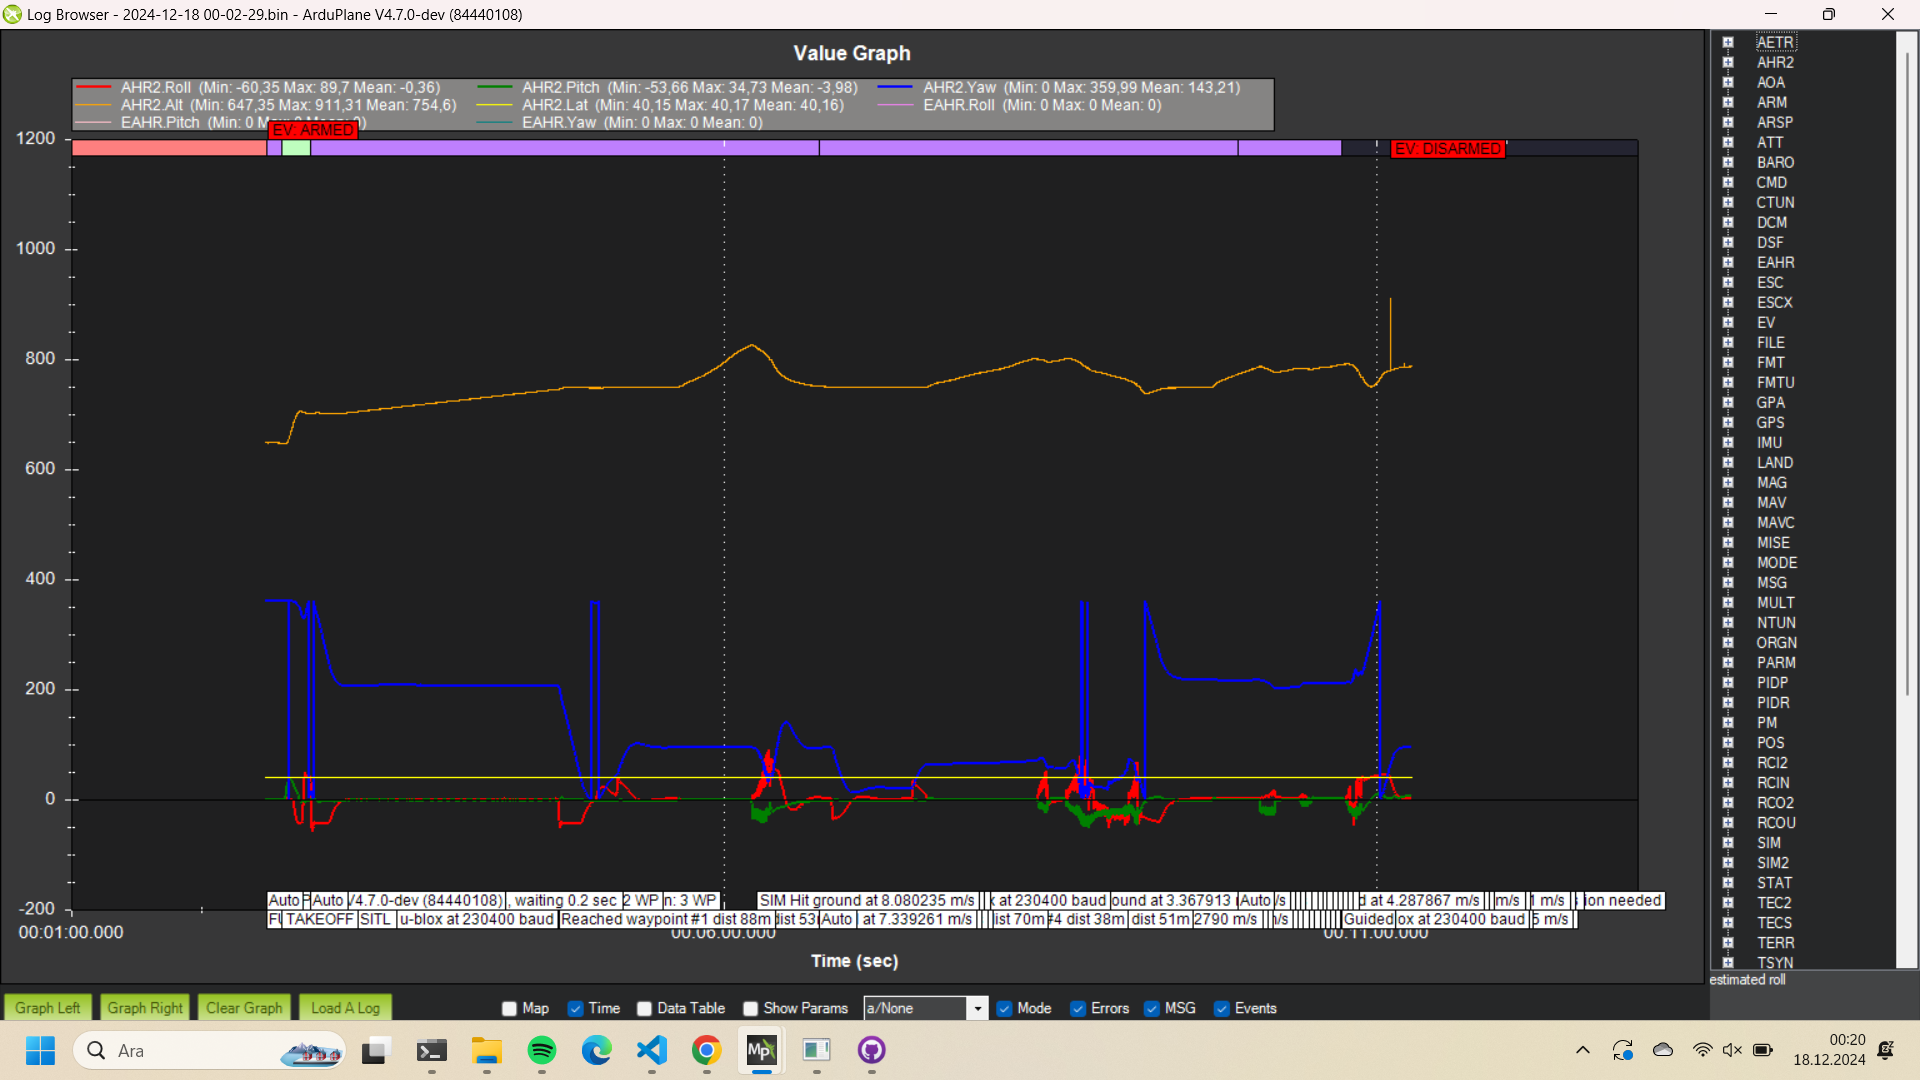 Log Browser - 2024-12-18 00-02-29.bin - ArduPlane V4.7.0-dev (84440108)
Value Graph
AHR2.Roll (Min: -60,35 Max: 89,7 Mean: -0,36)
AHR2.Pitch (Min: -53,66 Max: 34,73 Mean: -3,98)
AHR2.Yaw (Min: 0 Max: 359,99 Mean: 143,21)
AHR2.Alt (Min: 647,35 Max: 911,31 Mean: 754,6)
AHR2.Lat (Min: 40,15 Max: 40,17 Mean: 40,16)
EAHR.Roll (Min: 0 Max: 0 Mean: 0)
EAHR.Pitch (Min: 0 0)
EAHR.Yaw (Min: 0 Max: 0 Mean: 0)
EV: ARMED
EV: DISARMED
1200
1000
800
600
400
200
0
-200
Auto Auto /4.7.0-dev (84440108) , waiting 0.2 sec 2 WP n: 3 WP SIM Hit ground at 8.080235 m/s at 230400 baud ound at 3.367913 Auto /s d at 4.287867 m/s m/s 1 m/s ion needed
TAKEOFF SITL u-blox at 230400 baud Reached waypoint #1 dist 88m dist 53 Auto at 7.339261 m/s ist 70m #4 dist 38m dist 51m 2790 m/s /s Guided ox at 230400 baud 5 m/s
00:01:00.000
00:06:00.000
00:11:00.000
Time (sec)
AETR
AHR2
AOA
ARM
ARSP
ATT
BARO
CMD
CTUN
DCM
DSF
EAHR
ESC
ESCX
EV
FILE
FMT
FMTU
GPA
GPS
IMU
LAND
MAG
MAV
MAVC
MISE
MODE
MSG
MULT
NTUN
ORGN
PARM
PIDP
PIDR
PM
POS
RCI2
RCIN
RCO2
RCOU
SIM
SIM2
STAT
TEC2
TECS
TERR
TSYN
estimated roll
Graph Left
Graph Right
Clear Graph
Load A Log
Map
Time
Data Table
Show Params
a/None
Mode
Errors
MSG
Events
Ara
Mp
00:20
18.12.2024